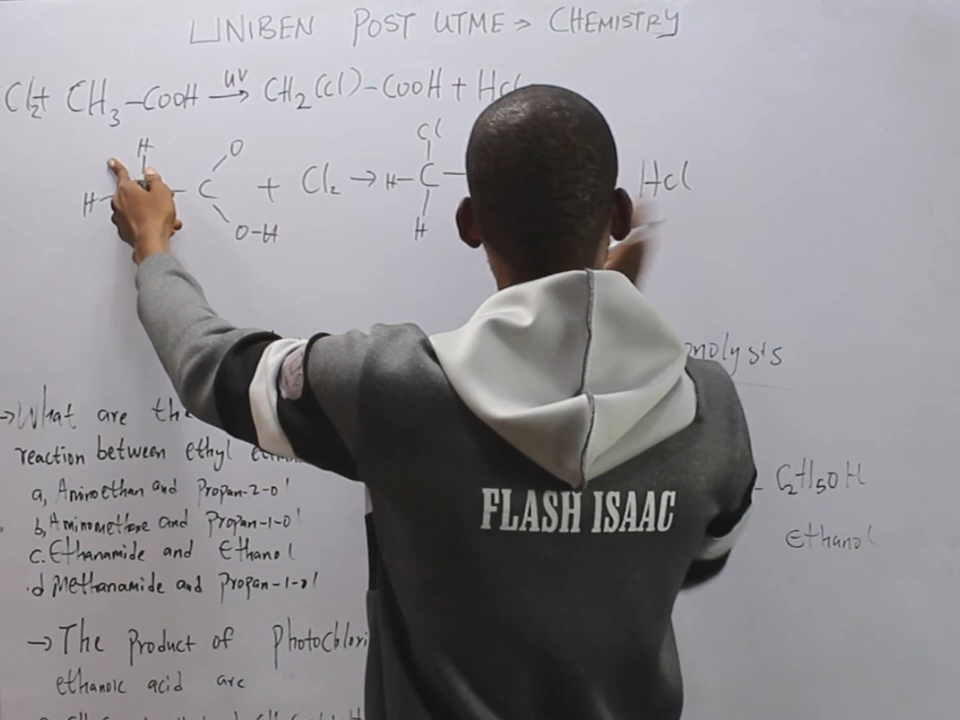 UNIBEN POST UTME > CHEMISTRY
Cl2+ CH3-COOH uv→ CH2(Cl)-COOH + HCl
H
H
C
O
O-H
+ Cl2 →
Cl
H-C-
H
HCl
→What are the
reaction between ethyl
a, Aminoethan and Propan-2-ol
b, Aminomethane and Propan-1-ol
c. Ethanamide and Ethanol
.d Methanamide and Propan-1-ol
→ The Product of Photochlori
ethanoic acid are
nolysis
C2H5OH
Ethanol
FLASH ISAAC